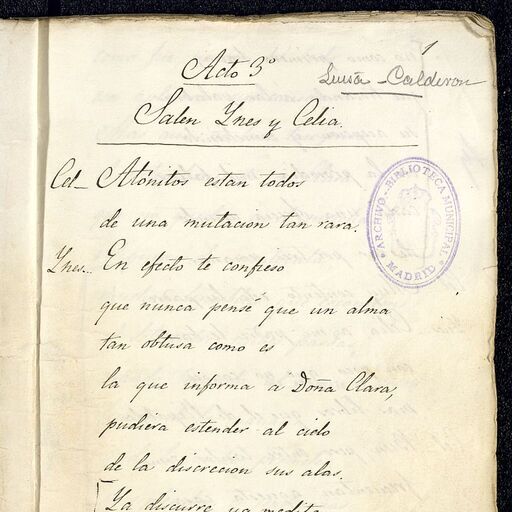 1
Acto 3º
Luisa Calderon
Salen Ynes y Celia.
Cel_ Atónitos estan todos
de una mutacion tan rara.
Ynes.. En efecto te confieso
que nunca pensé que un alma
tan obtusa como es
la que informa á Doña Clara,
pudiera estender al cielo
de la discrecion sus alas.
Ya discurre, ya medita
ARCHIVO-BIBLIOTECA MUNICIPAL
MADRID